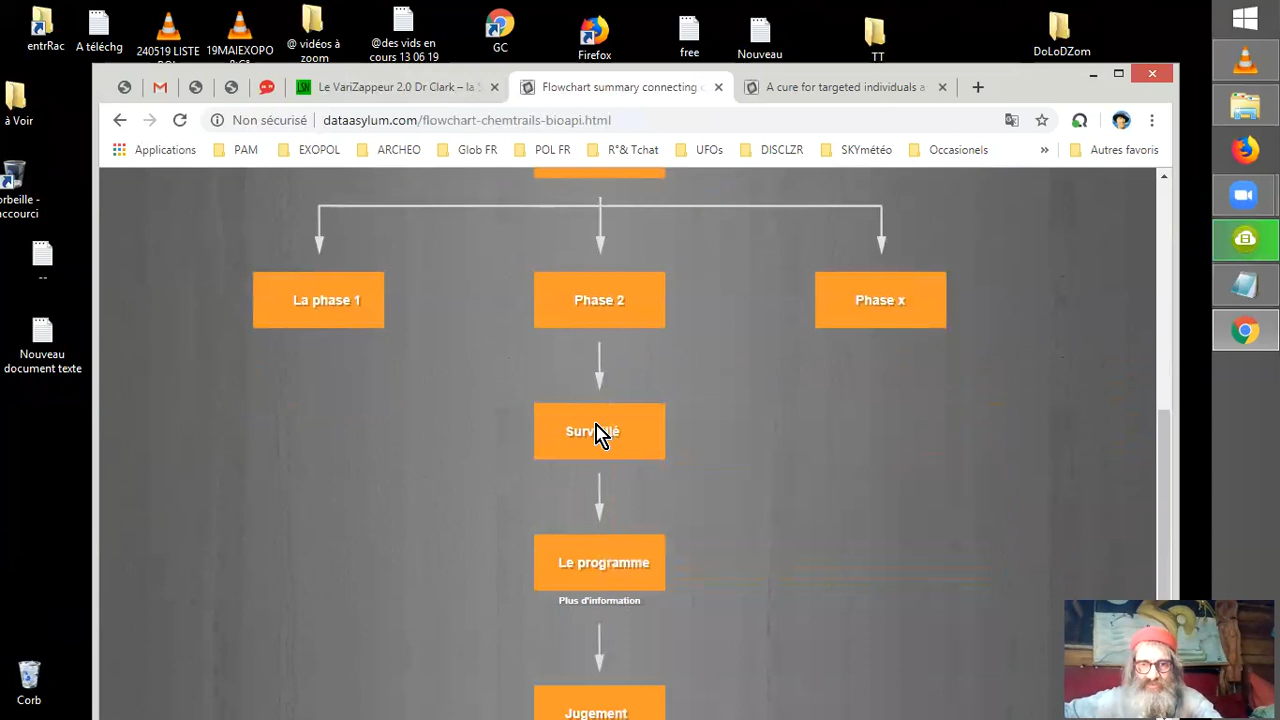 entrRac
A téléchg
240519 LISTE
19MAIEXOPO
@ vidéos à
zoom
@des vids en
cours 13 06 19
GC
Firefox
free
Nouveau
TT
DoLoDZom
à Voir
orbeille -
accourci
--
Nouveau
document texte
Corb
Le VariZappeur 2.0 Dr Clark – la
Flowchart summary connecting
A cure for targeted individuals
Non sécurisé
dataasylum.com/flowchart-chemtrails-bioapi.html
Applications
PAM
EXOPOL
ARCHEO
Glob FR
POL FR
R°& Tchat
UFOs
DISCLZR
SKYmétéo
Occasionels
»
Autres favoris
La phase 1
Phase 2
Phase x
Le programme
Plus d'information
Jugement